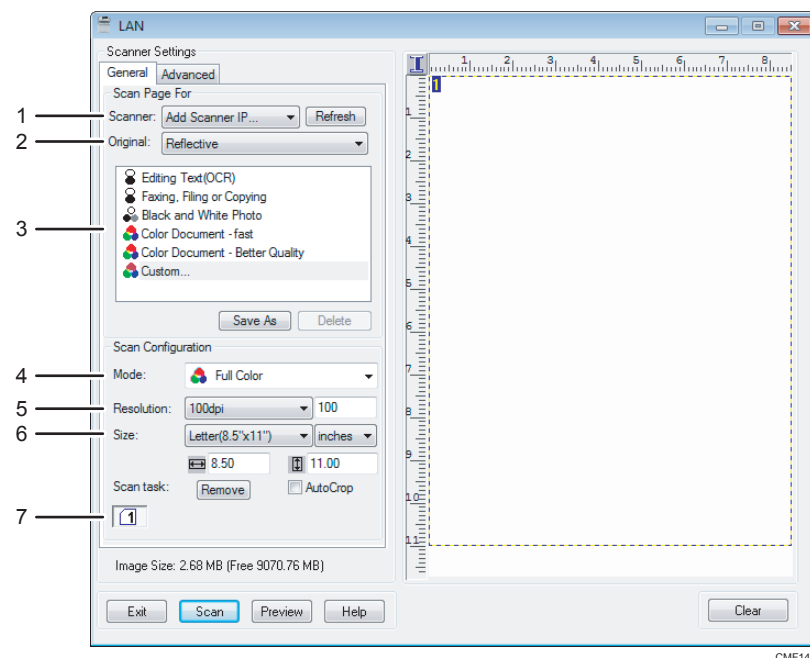 LAN
Scanner Settings
General Advanced
Scan Page For
1 Scanner: Add Scanner IP... Refresh
2 Original: Reflective
Editing Text(OCR)
Faxing, Filing or Copying
Black and White Photo
3 Color Document - fast
Color Document - Better Quality
Custom...
Save As Delete
Scan Configuration
4 Mode: Full Color
5 Resolution: 100dpi 100
6 Size: Letter(8.5"x11") inches
8.50 11.00
Scan task: Remove AutoCrop
7 1
Image Size: 2.68 MB (Free 9070.76 MB)
Exit Scan Preview Help
1 2 3 4 5 6 7 8
1
1
2
3
4
5
6
7
8
9
10
11
Clear